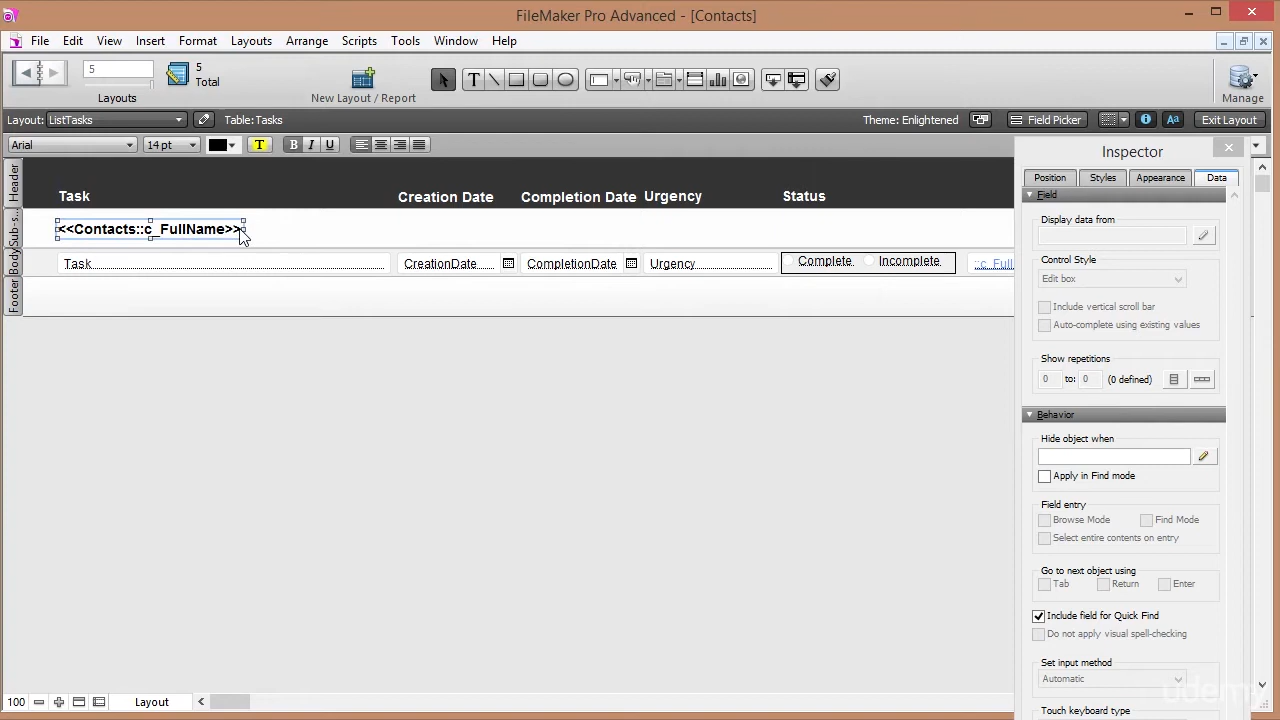 FileMaker Pro Advanced - [Contacts]
File Edit View Insert Format Layouts Arrange Scripts Tools Window Help
5
5
Total
Layouts
New Layout / Report
T
Manage
Layout: ListTasks Table: Tasks Theme: Enlightened Field Picker Aa Exit Layout
Arial 14 pt T B I U
Inspector
Position Styles Appearance Data
Header
Task Creation Date Completion Date Urgency Status
Sub-s...
<<Contacts::c_FullName>>
Body
Task CreationDate CompletionDate Urgency Complete Incomplete ::c_Full
Footer
Field
Display data from
Control Style
Edit box
Include vertical scroll bar
Auto-complete using existing values
Show repetitions
0 to: 0 (0 defined)
Behavior
Hide object when
Apply in Find mode
Field entry
Browse Mode Find Mode
Select entire contents on entry
Go to next object using
Tab Return Enter
Include field for Quick Find
Do not apply visual spell-checking
Set input method
Automatic
Touch keyboard type
100 Layout
udemy